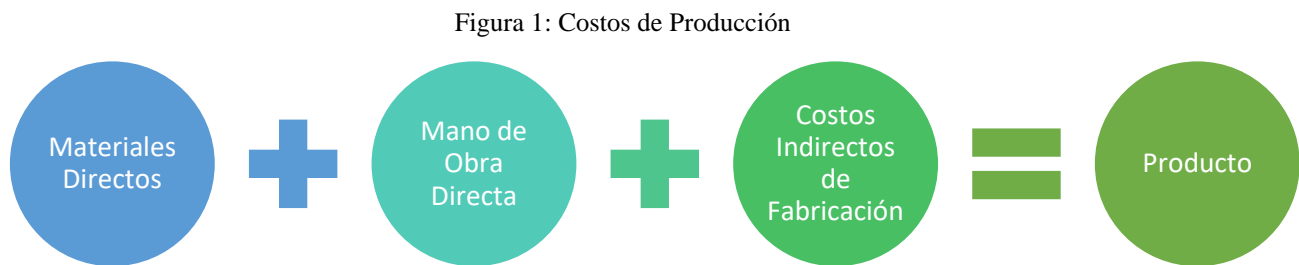 Figura 1: Costos de Producción
Materiales
Directos
Mano de
Obra
Directa
Costos
Indirectos
de
Fabricación
Producto